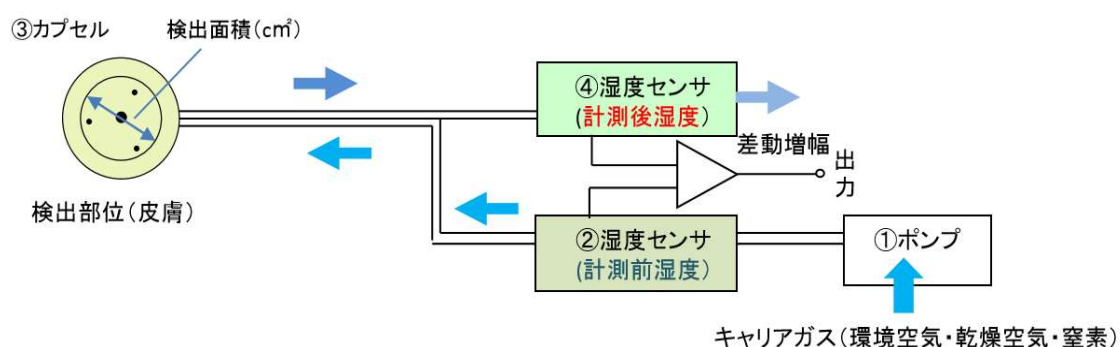 ③カプセル
検出面積(c㎡)
④湿度センサ
(計測後湿度)
差動増幅
出力
検出部位(皮膚)
②湿度センサ
(計測前湿度)
①ポンプ
キャリアガス(環境空気・乾燥空気・窒素)